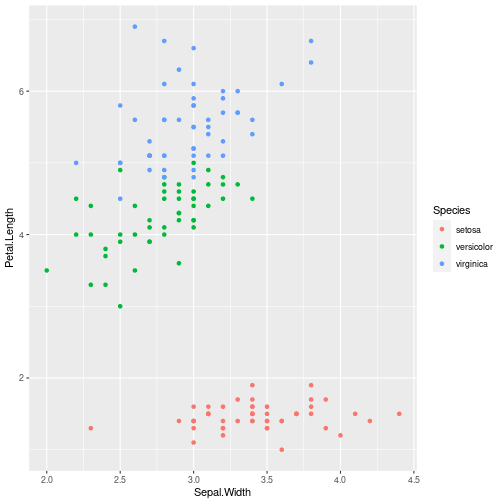 6
4
2
Petal.Length
2.0 2.5 3.0 3.5 4.0 4.5
Sepal.Width
Species
setosa
versicolor
virginica